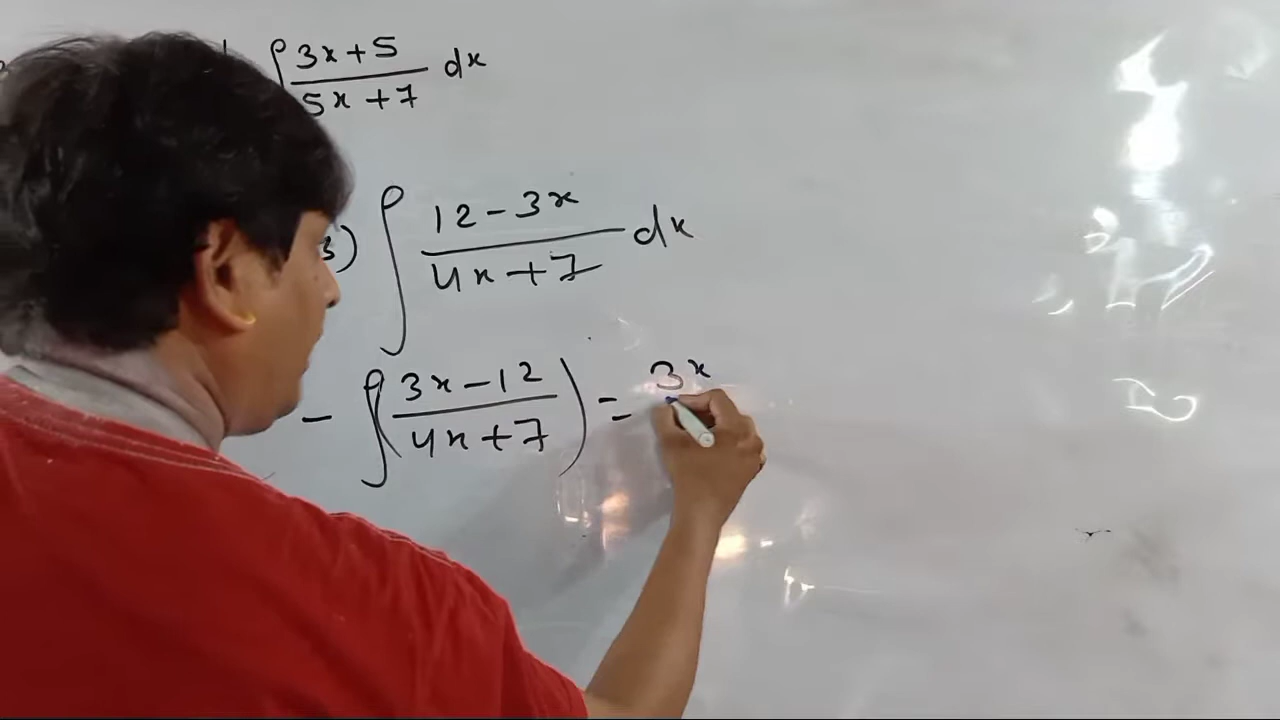 ∫ 3x+5 / 5x+7 dx
3) ∫ 12-3x / 4x+7 dx
- ∫( 3x-12 / 4x+7 ) = 3x